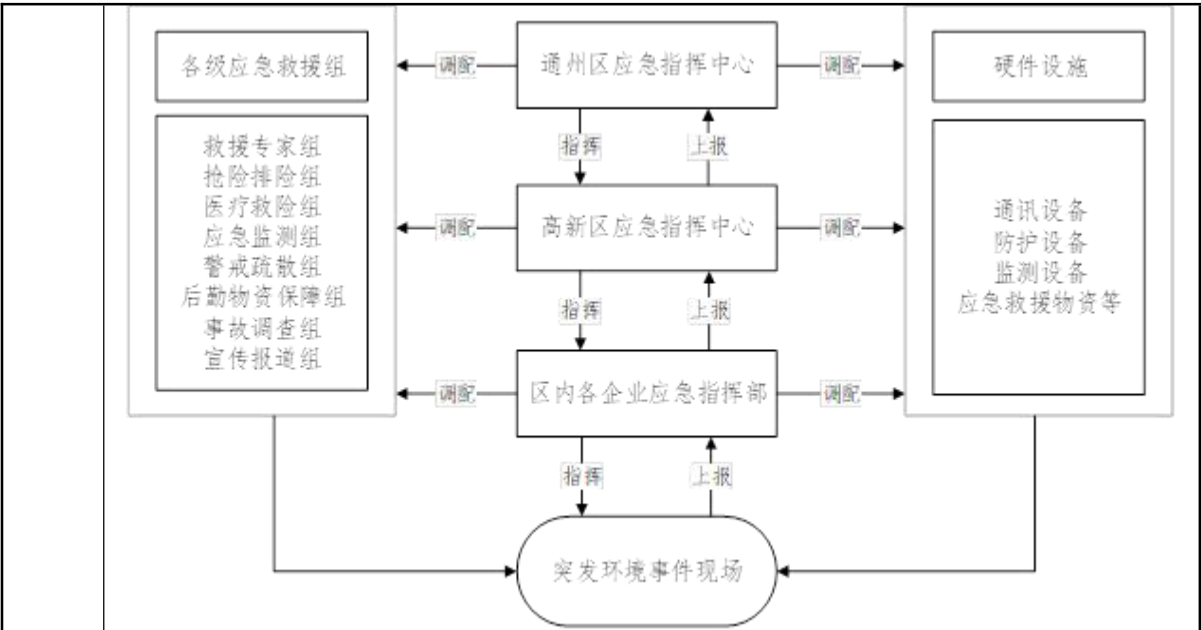 各级应急救援组
调配
通州区应急指挥中心
调配
硬件设施
救援专家组
抢险排险组
医疗救险组
应急监测组
警戒疏散组
后勤物资保障组
事故调查组
宣传报道组
指挥
上报
调配
高新区应急指挥中心
调配
通讯设备
防护设备
监测设备
应急救援物资等
指挥
上报
调配
区内各企业应急指挥部
调配
指挥
上报
突发环境事件现场